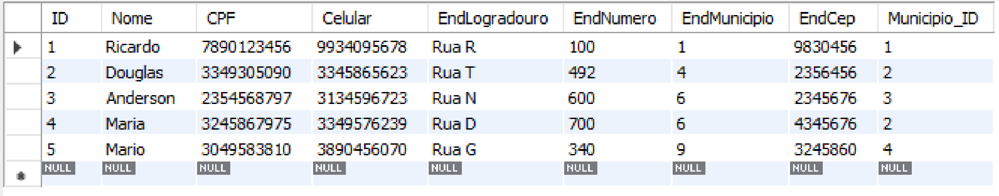 ID Nome CPF Celular EndLogradouro EndNumero EndMunicipio EndCep Municipio_ID
1 Ricardo 7890123456 9934095678 Rua R 100 1 9830456 1
2 Douglas 3349305090 3345865623 Rua T 492 4 2356456 2
3 Anderson 2354568797 3134596723 Rua N 600 6 2345676 3
4 Maria 3245867975 3349576239 Rua D 700 6 4345676 2
5 Mario 3049583810 3890456070 Rua G 340 9 3245860 4
NULL NULL NULL NULL NULL NULL NULL NULL NULL